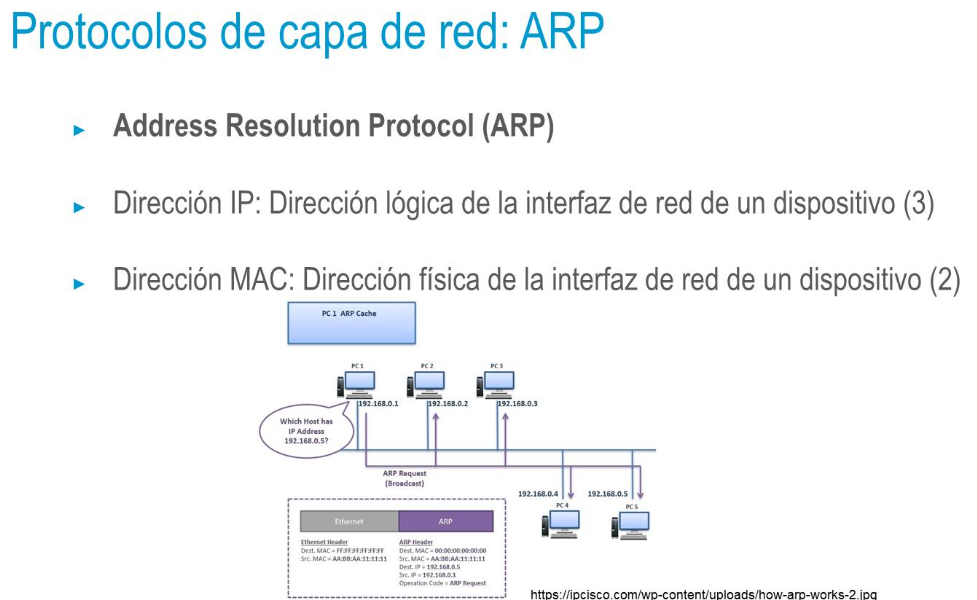 Protocolos de capa de red: ARP
Address Resolution Protocol (ARP)
Dirección IP: Dirección lógica de la interfaz de red de un dispositivo (3)
Dirección MAC: Dirección física de la interfaz de red de un dispositivo (2)
PC 1 ARP Cache
PC 1
PC 2
PC 3
192.168.0.1
192.168.0.2
192.168.0.3
Which Host has
IP Address
192.168.0.5?
ARP Request
(Broadcast)
192.168.0.4
192.168.0.5
PC 4
PC 5
Ethernet
ARP
Ethernet Header
Dest. MAC = FF:FF:FF:FF:FF:FF
Src. MAC = AA:BB:AA:11:11:11
ARP Header
Dest. MAC = 00:00:00:00:00:00
Src. MAC = AA:BB:AA:11:11:11
Dest. IP = 192.168.0.5
Src. IP = 192.168.0.1
Operation Code = ARP Request
https://ipcisco.com/wp-content/uploads/how-arp-works-2.jpg